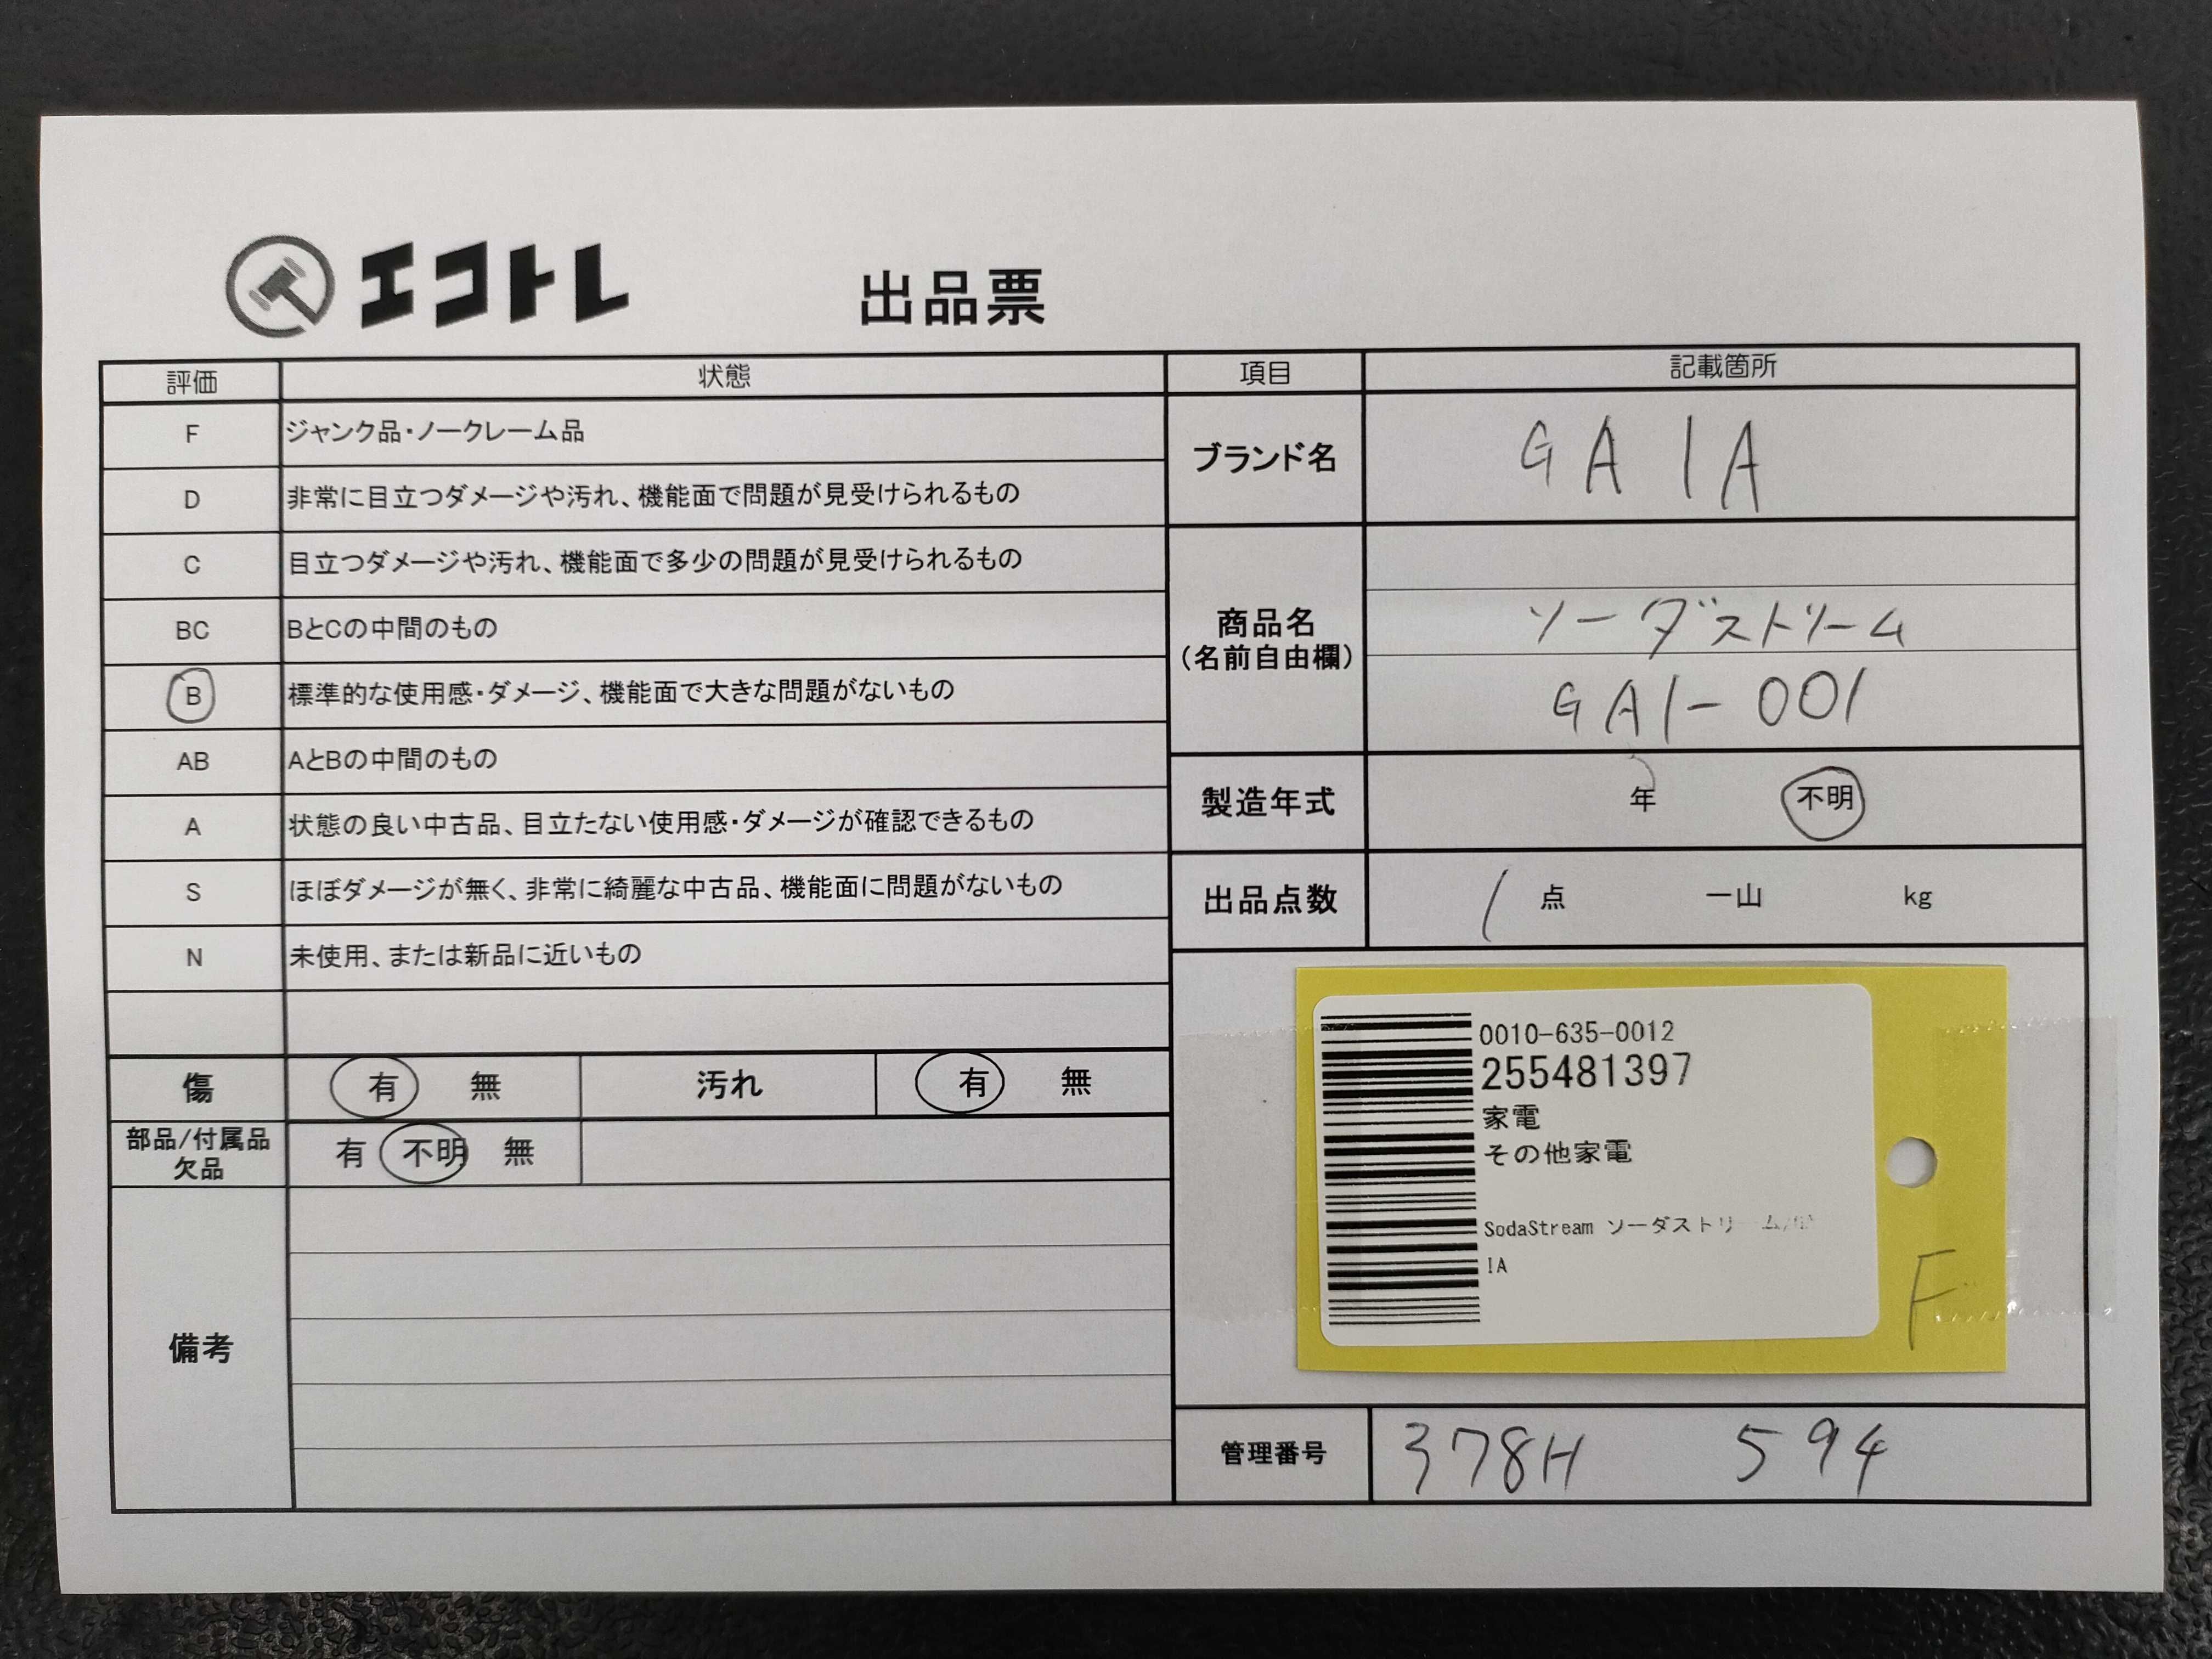 エコトレ 出品票
評価 状態
F ジャンク品・ノークレーム品
D 非常に目立つダメージや汚れ、機能面で問題が見受けられるもの
C 目立つダメージや汚れ、機能面で多少の問題が見受けられるもの
BC BとCの中間のもの
B 標準的な使用感・ダメージ、機能面で大きな問題がないもの
AB AとBの中間のもの
A 状態の良い中古品、目立たない使用感・ダメージが確認できるもの
S ほぼダメージが無く、非常に綺麗な中古品、機能面に問題がないもの
N 未使用、または新品に近いもの
傷 有 無 汚れ 有 無
部品/付属品
欠品 有 不明 無
備考
項目 記載箇所
ブランド名 GAIA
商品名
(名前自由欄)
ソーダストリーム
GAI-001
製造年式 年 不明
出品点数 1 点 一山 kg
0010-635-0012
255481397
家電
その他家電
SodaStream ソーダストリーム/
IA
F
管理番号 378H 594